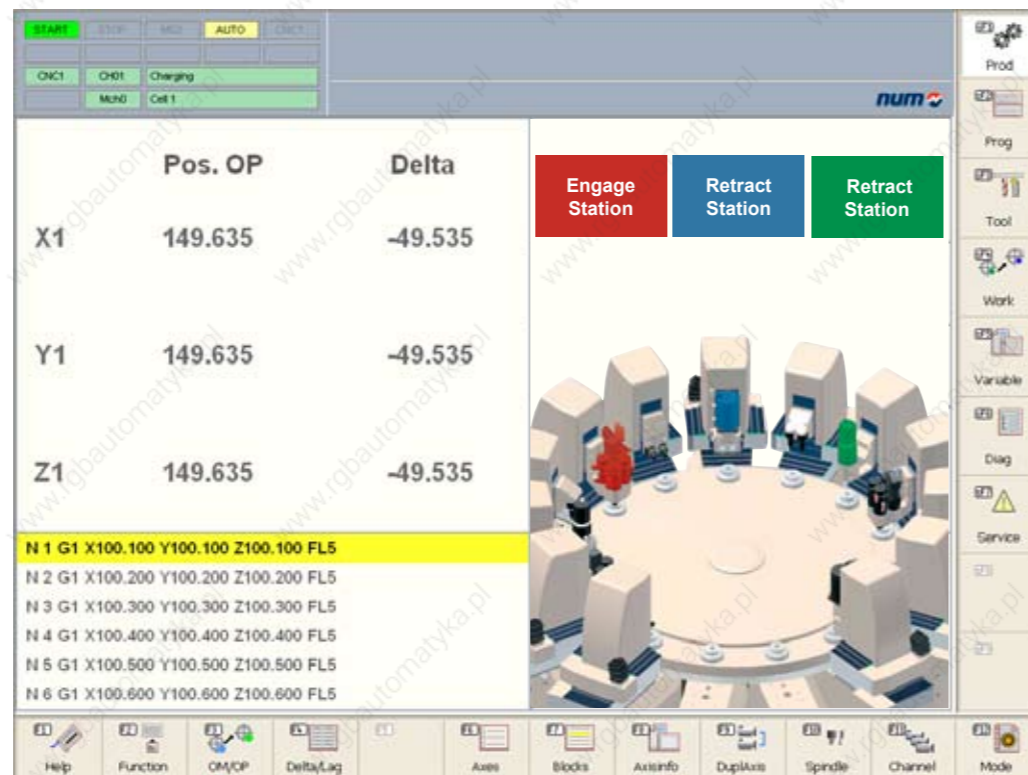 START STOP MG2 AUTO CNC1
CNC1 CH01 Charging
Mch0 Cell 1
num
Pos. OP Delta
X1 149.635 -49.535
Y1 149.635 -49.535
Z1 149.635 -49.535
N 1 G1 X100.100 Y100.100 Z100.100 FL5
N 2 G1 X100.200 Y100.200 Z100.200 FL5
N 3 G1 X100.300 Y100.300 Z100.300 FL5
N 4 G1 X100.400 Y100.400 Z100.400 FL5
N 5 G1 X100.500 Y100.500 Z100.500 FL5
N 6 G1 X100.600 Y100.600 Z100.600 FL5
Engage
Station
Retract
Station
Retract
Station
Prod
Prog
Tool
Work
Variable
Diag
Service
Help Function OM/OP Delta/Lag Axes Blocks Axisinfo DuplAxis Spindle Channel Mode
www.rgbautomatyka.pl